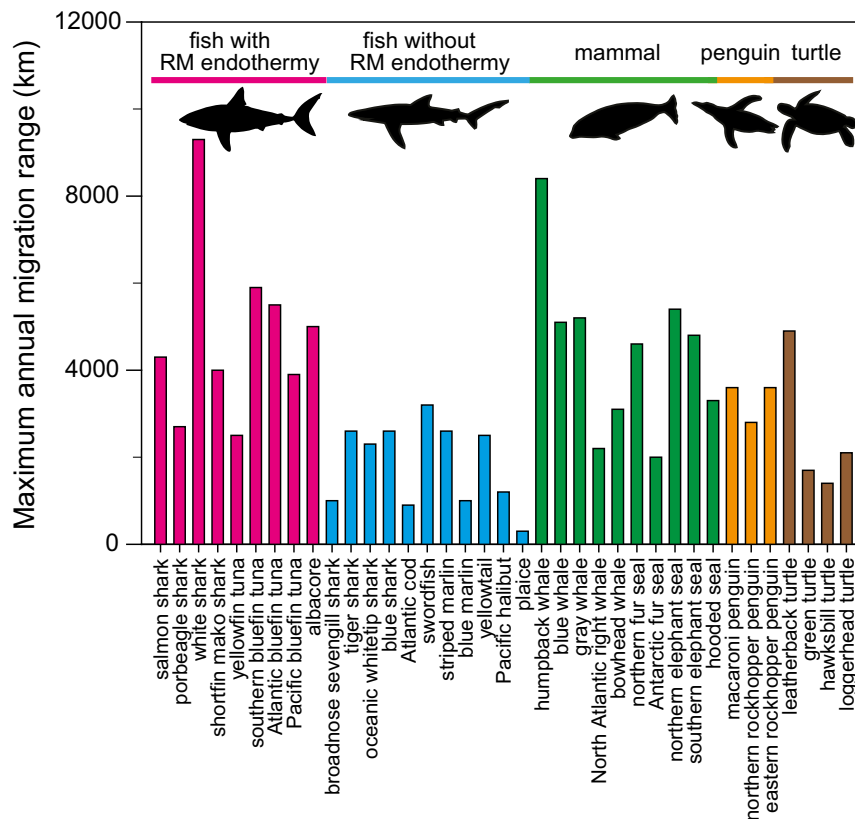 Maximum annual migration range (km)
12000
8000
4000
0
fish with
RM endothermy
fish without
RM endothermy
mammal
penguin
turtle
salmon shark
porbeagle shark
white shark
shortfin mako shark
yellowfin tuna
southern bluefin tuna
Atlantic bluefin tuna
Pacific bluefin tuna
albacore
broadnose sevengill shark
tiger shark
oceanic whitetip shark
blue shark
Atlantic cod
swordfish
striped marlin
blue marlin
yellowtail
Pacific halibut
plaice
humpback whale
blue whale
gray whale
North Atlantic right whale
bowhead whale
northern fur seal
Antarctic fur seal
northern elephant seal
southern elephant seal
hooded seal
macaroni penguin
northern rockhopper penguin
eastern rockhopper penguin
leatherback turtle
green turtle
hawksbill turtle
loggerhead turtle